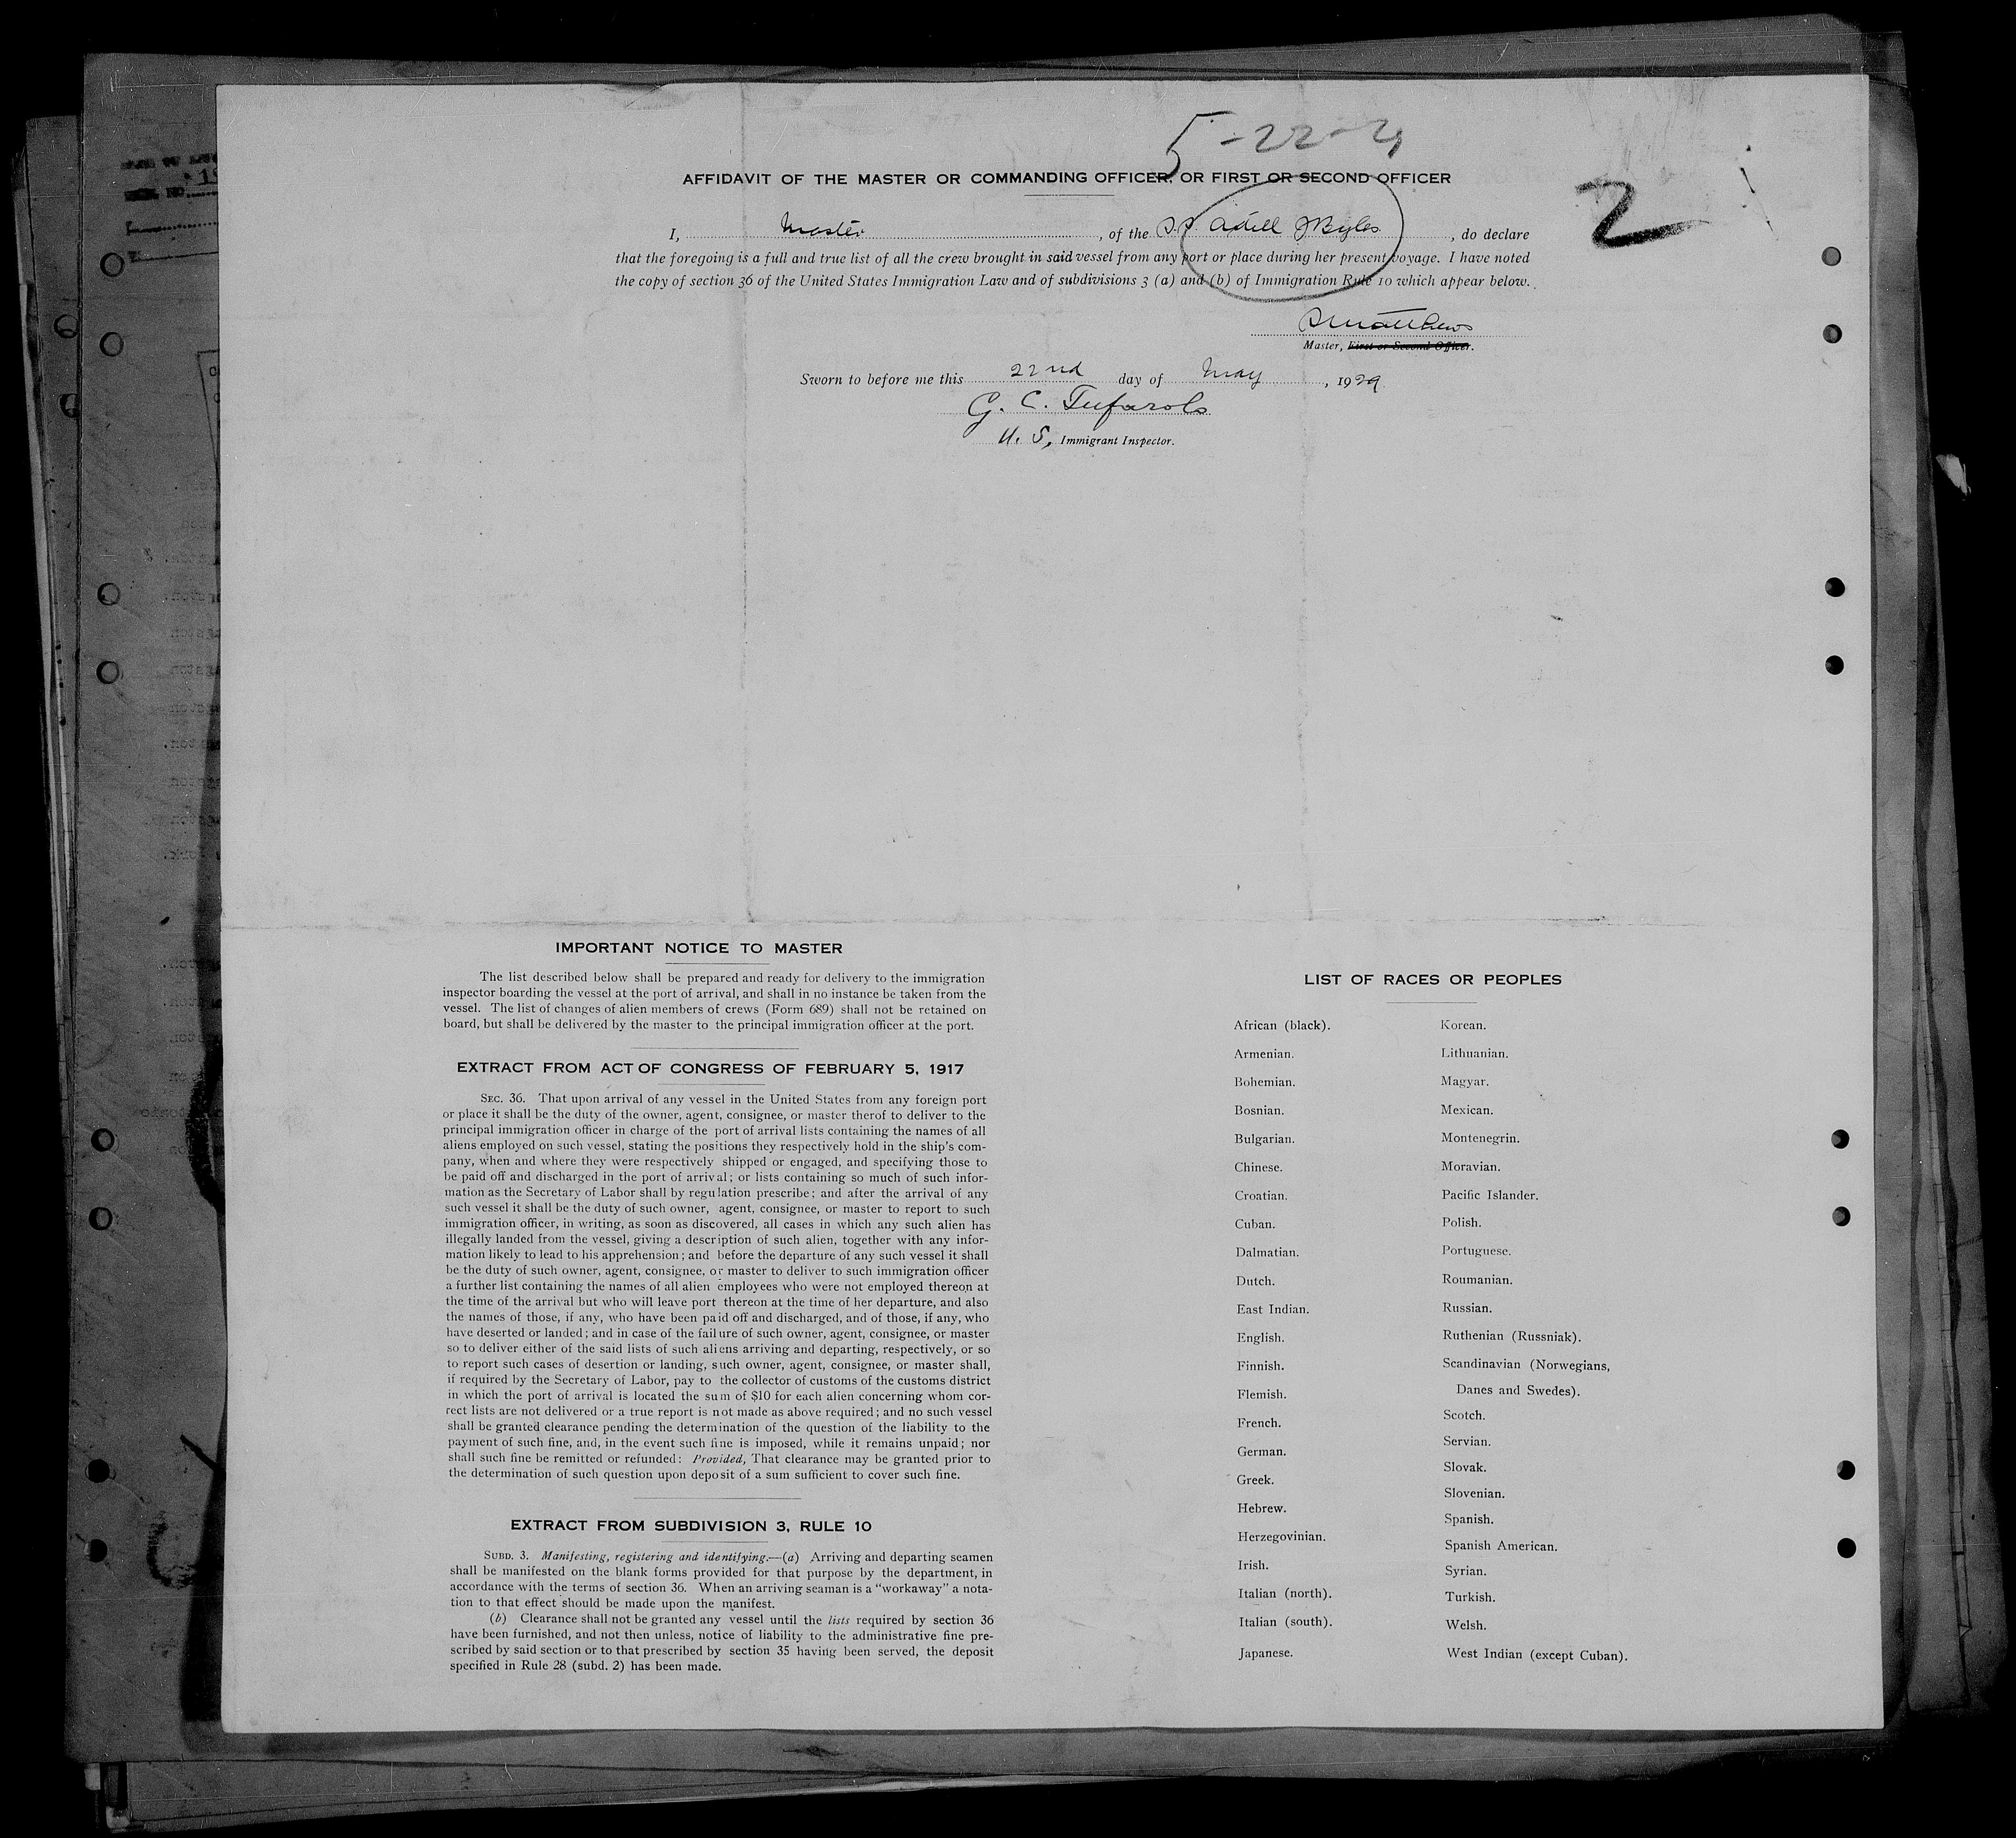 5-22-29
AFFIDAVIT OF THE MASTER OR COMMANDING OFFICER, OR FIRST OR SECOND OFFICER
2
I, Master, of the S.S. Adell J Byles, do declare
that the foregoing is a full and true list of all the crew brought in said vessel from any port or place during her present voyage. I have noted
the copy of section 36 of the United States Immigration Law and of subdivisions 3 (a) and (b) of Immigration Rule 10 which appear below.
Matthews
Master, First or Second Officer.
Sworn to before me this 22nd day of May, 1929
G. C. Tufarolo
U. S. Immigrant Inspector.
IMPORTANT NOTICE TO MASTER
The list described below shall be prepared and ready for delivery to the immigration
inspector boarding the vessel at the port of arrival, and shall in no instance be taken from the
vessel. The list of changes of alien members of crews (Form 689) shall not be retained on
board, but shall be delivered by the master to the principal immigration officer at the port.
EXTRACT FROM ACT OF CONGRESS OF FEBRUARY 5, 1917
SEC. 36. That upon arrival of any vessel in the United States from any foreign port
or place it shall be the duty of the owner, agent, consignee, or master therof to deliver to the
principal immigration officer in charge of the port of arrival lists containing the names of all
aliens employed on such vessel, stating the positions they respectively hold in the ship's com-
pany, when and where they were respectively shipped or engaged, and specifying those to
be paid off and discharged in the port of arrival; or lists containing so much of such infor-
mation as the Secretary of Labor shall by regulation prescribe; and after the arrival of any
such vessel it shall be the duty of such owner, agent, consignee, or master to report to such
immigration officer, in writing, as soon as discovered, all cases in which any such alien has
illegally landed from the vessel, giving a description of such alien, together with any infor-
mation likely to lead to his apprehension; and before the departure of any such vessel it shall
be the duty of such owner, agent, consignee, or master to deliver to such immigration officer
a further list containing the names of all alien employees who were not employed thereon at
the time of the arrival but who will leave port thereon at the time of her departure, and also
the names of those, if any, who have been paid off and discharged, and of those, if any, who
have deserted or landed; and in case of the failure of such owner, agent, consignee, or master
so to deliver either of the said lists of such aliens arriving and departing, respectively, or so
to report such cases of desertion or landing, such owner, agent, consignee, or master shall,
if required by the Secretary of Labor, pay to the collector of customs of the customs district
in which the port of arrival is located the sum of $10 for each alien concerning whom cor-
rect lists are not delivered or a true report is not made as above required; and no such vessel
shall be granted clearance pending the determination of the question of the liability to the
payment of such fine, and, in the event such fine is imposed, while it remains unpaid; nor
shall such fine be remitted or refunded: Provided, That clearance may be granted prior to
the determination of such question upon deposit of a sum sufficient to cover such fine.
EXTRACT FROM SUBDIVISION 3, RULE 10
SUBD. 3. Manifesting, registering and identifying.—(a) Arriving and departing seamen
shall be manifested on the blank forms provided for that purpose by the department, in
accordance with the terms of section 36. When an arriving seaman is a "workaway" a nota-
tion to that effect should be made upon the manifest.
(b) Clearance shall not be granted any vessel until the lists required by section 36
have been furnished, and not then unless, notice of liability to the administrative fine pre-
scribed by said section or to that prescribed by section 35 having been served, the deposit
specified in Rule 28 (subd. 2) has been made.
LIST OF RACES OR PEOPLES
African (black).
Armenian.
Bohemian.
Bosnian.
Bulgarian.
Chinese.
Croatian.
Cuban.
Dalmatian.
Dutch.
East Indian.
English.
Finnish.
Flemish.
French.
German.
Greek.
Hebrew.
Herzegovinian.
Irish.
Italian (north).
Italian (south).
Japanese.
Korean.
Lithuanian.
Magyar.
Mexican.
Montenegrin.
Moravian.
Pacific Islander.
Polish.
Portuguese.
Roumanian.
Russian.
Ruthenian (Russniak).
Scandinavian (Norwegians,
Danes and Swedes).
Scotch.
Servian.
Slovak.
Slovenian.
Spanish.
Spanish American.
Syrian.
Turkish.
Welsh.
West Indian (except Cuban).